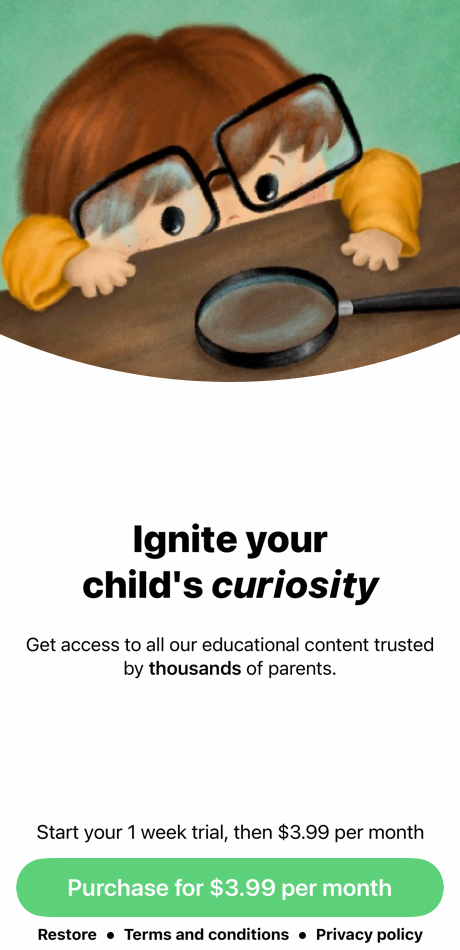 Ignite your
child's curiosity
Get access to all our educational content trusted
by thousands of parents.
Start your 1 week trial, then $3.99 per month
Purchase for $3.99 per month
Restore ● Terms and conditions ● Privacy policy